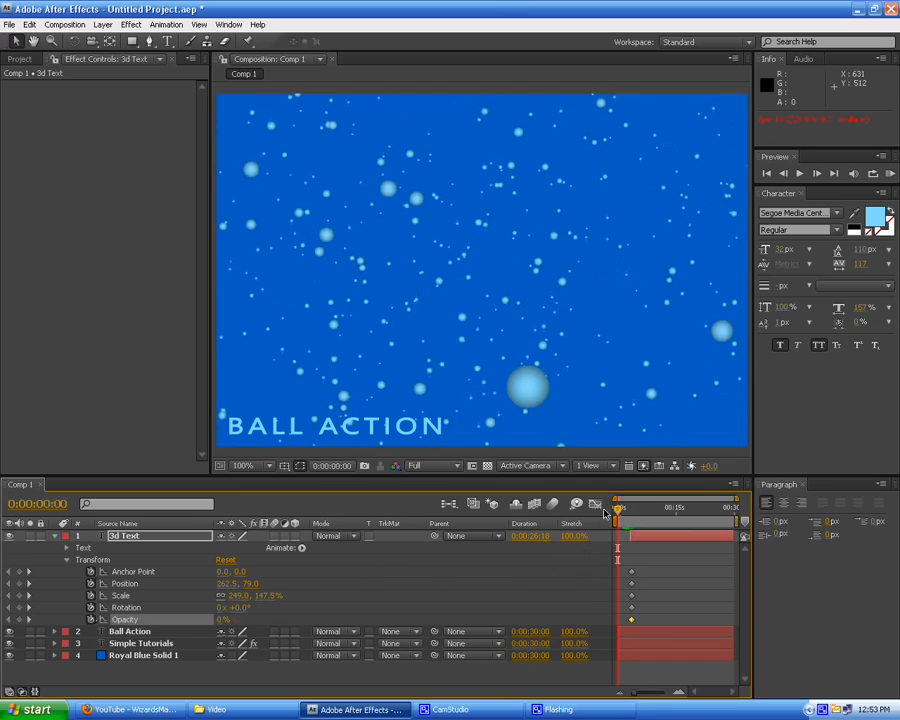 Adobe After Effects - Untitled Project.aep *
File Edit Composition Layer Effect Animation View Window Help
Workspace: Standard Search Help
Project Effect Controls: 3d Text Composition: Comp 1 Info Audio
Comp 1 • 3d Text Comp 1
R : X : 631
G : Y : 512
B :
A : 0
Preview
Character
Segoe Media Cent...
Regular
32 px 110 px
Metrics 117
- px
100 % 157 %
1 px 0 %
T T TT Tr T¹ T₁
BALL ACTION
100% 0:00:00:00 Full Active Camera 1 View +0.0
Comp 1 Paragraph
0:00:00:00 15s 00:30
# Source Name Mode T TrkMat Parent Duration Stretch
1 3d Text Normal None 0:00:26:18 100.0%
Text Animate:
Transform Reset
Anchor Point 0.0, 0.0
Position 262.5, 79.0
Scale 249.0, 147.5%
Rotation 0 x +0.0°
Opacity 0 %
2 Ball Action Normal None None 0:00:30:00 100.0%
3 Simple Tutorials Normal None None 0:00:30:00 100.0%
4 Royal Blue Solid 1 Normal None None 0:00:30:00 100.0%
0 px 0 px
0 px 0 px
0 px
start YouTube - WizardsMa... Video Adobe After Effects -... CamStudio Flashing 12:53 PM